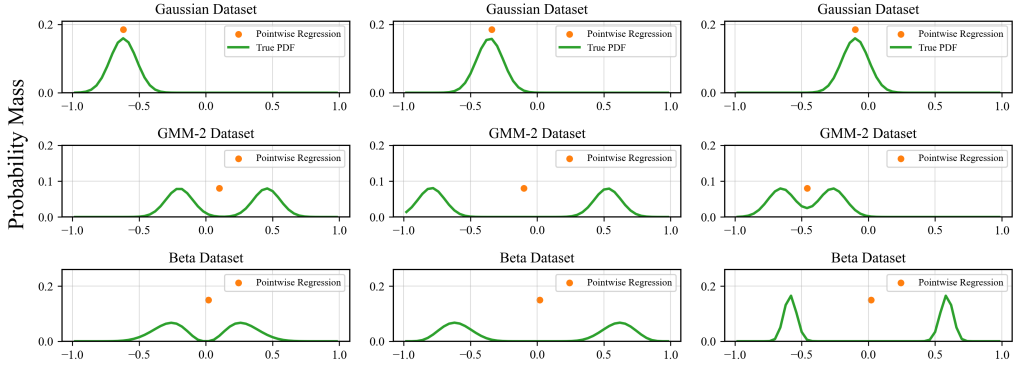 Probability Mass
Gaussian Dataset
Pointwise Regression
True PDF
0.2
0.0
−1.0 −0.5 0.0 0.5 1.0
Gaussian Dataset
Pointwise Regression
True PDF
0.2
0.0
−1.0 −0.5 0.0 0.5 1.0
Gaussian Dataset
Pointwise Regression
True PDF
0.2
0.0
−1.0 −0.5 0.0 0.5 1.0
GMM-2 Dataset
Pointwise Regression
0.2
0.1
0.0
−1.0 −0.5 0.0 0.5 1.0
GMM-2 Dataset
Pointwise Regression
0.2
0.1
0.0
−1.0 −0.5 0.0 0.5 1.0
GMM-2 Dataset
Pointwise Regression
0.2
0.1
0.0
−1.0 −0.5 0.0 0.5 1.0
Beta Dataset
Pointwise Regression
0.2
0.0
−1.0 −0.5 0.0 0.5 1.0
Beta Dataset
Pointwise Regression
0.2
0.0
−1.0 −0.5 0.0 0.5 1.0
Beta Dataset
Pointwise Regression
0.2
0.0
−1.0 −0.5 0.0 0.5 1.0